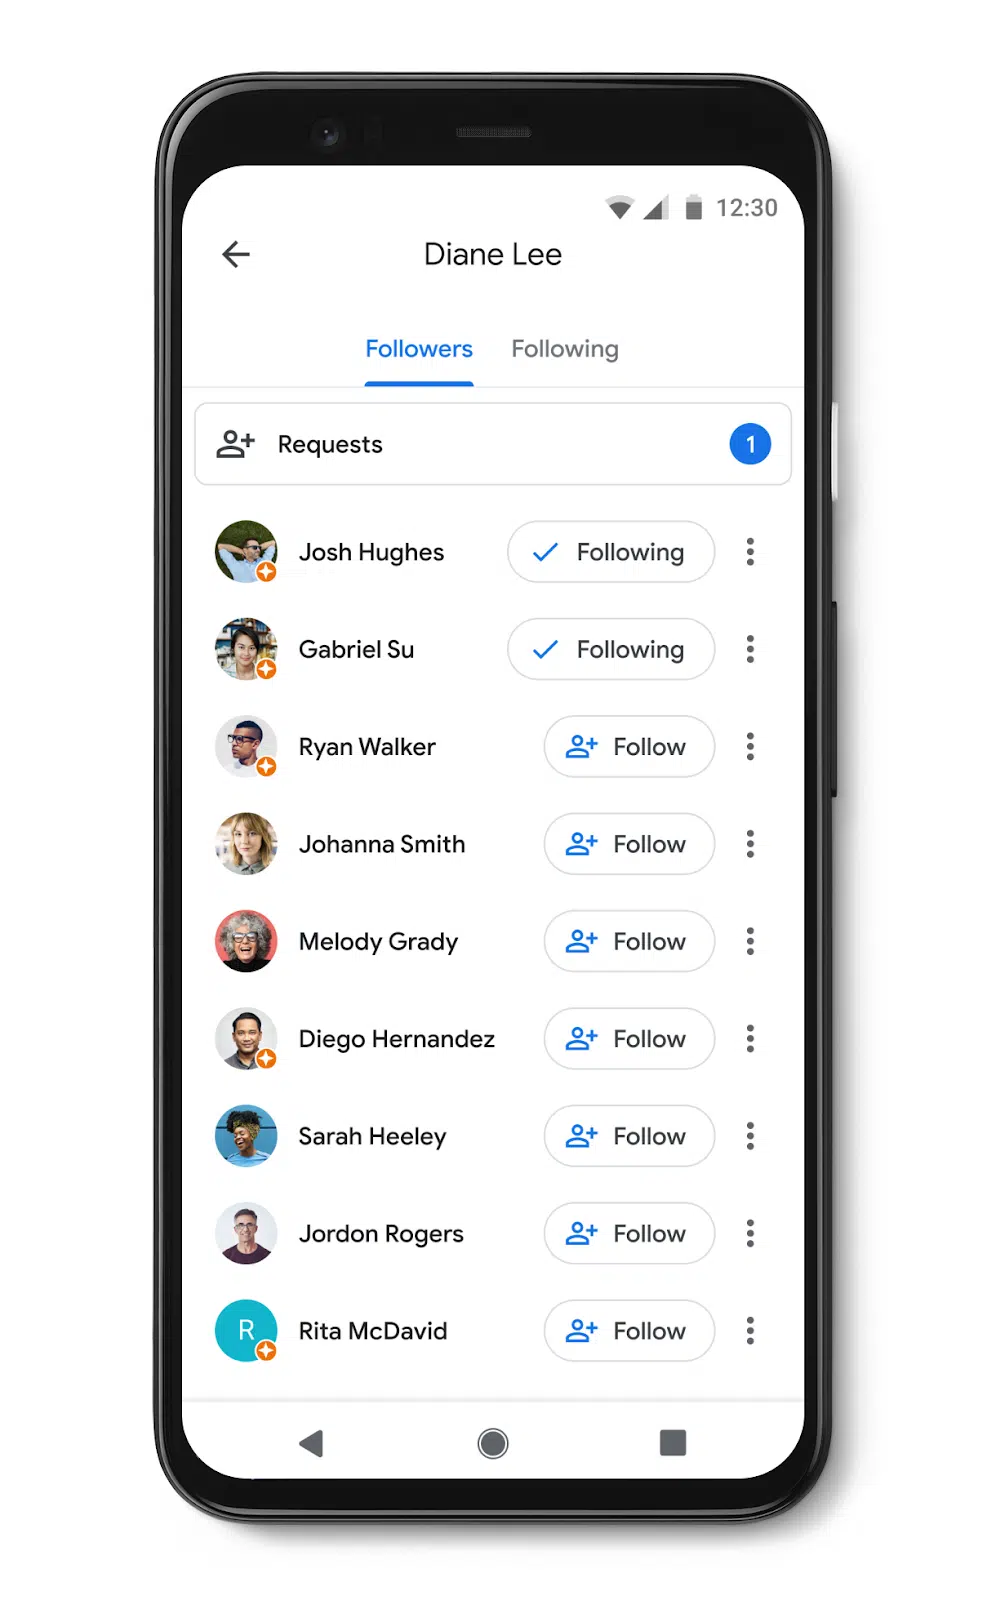 12:30
Diane Lee
Followers Following
Requests 1
Josh Hughes Following
Gabriel Su Following
Ryan Walker Follow
Johanna Smith Follow
Melody Grady Follow
Diego Hernandez Follow
Sarah Heeley Follow
Jordon Rogers Follow
R Rita McDavid Follow